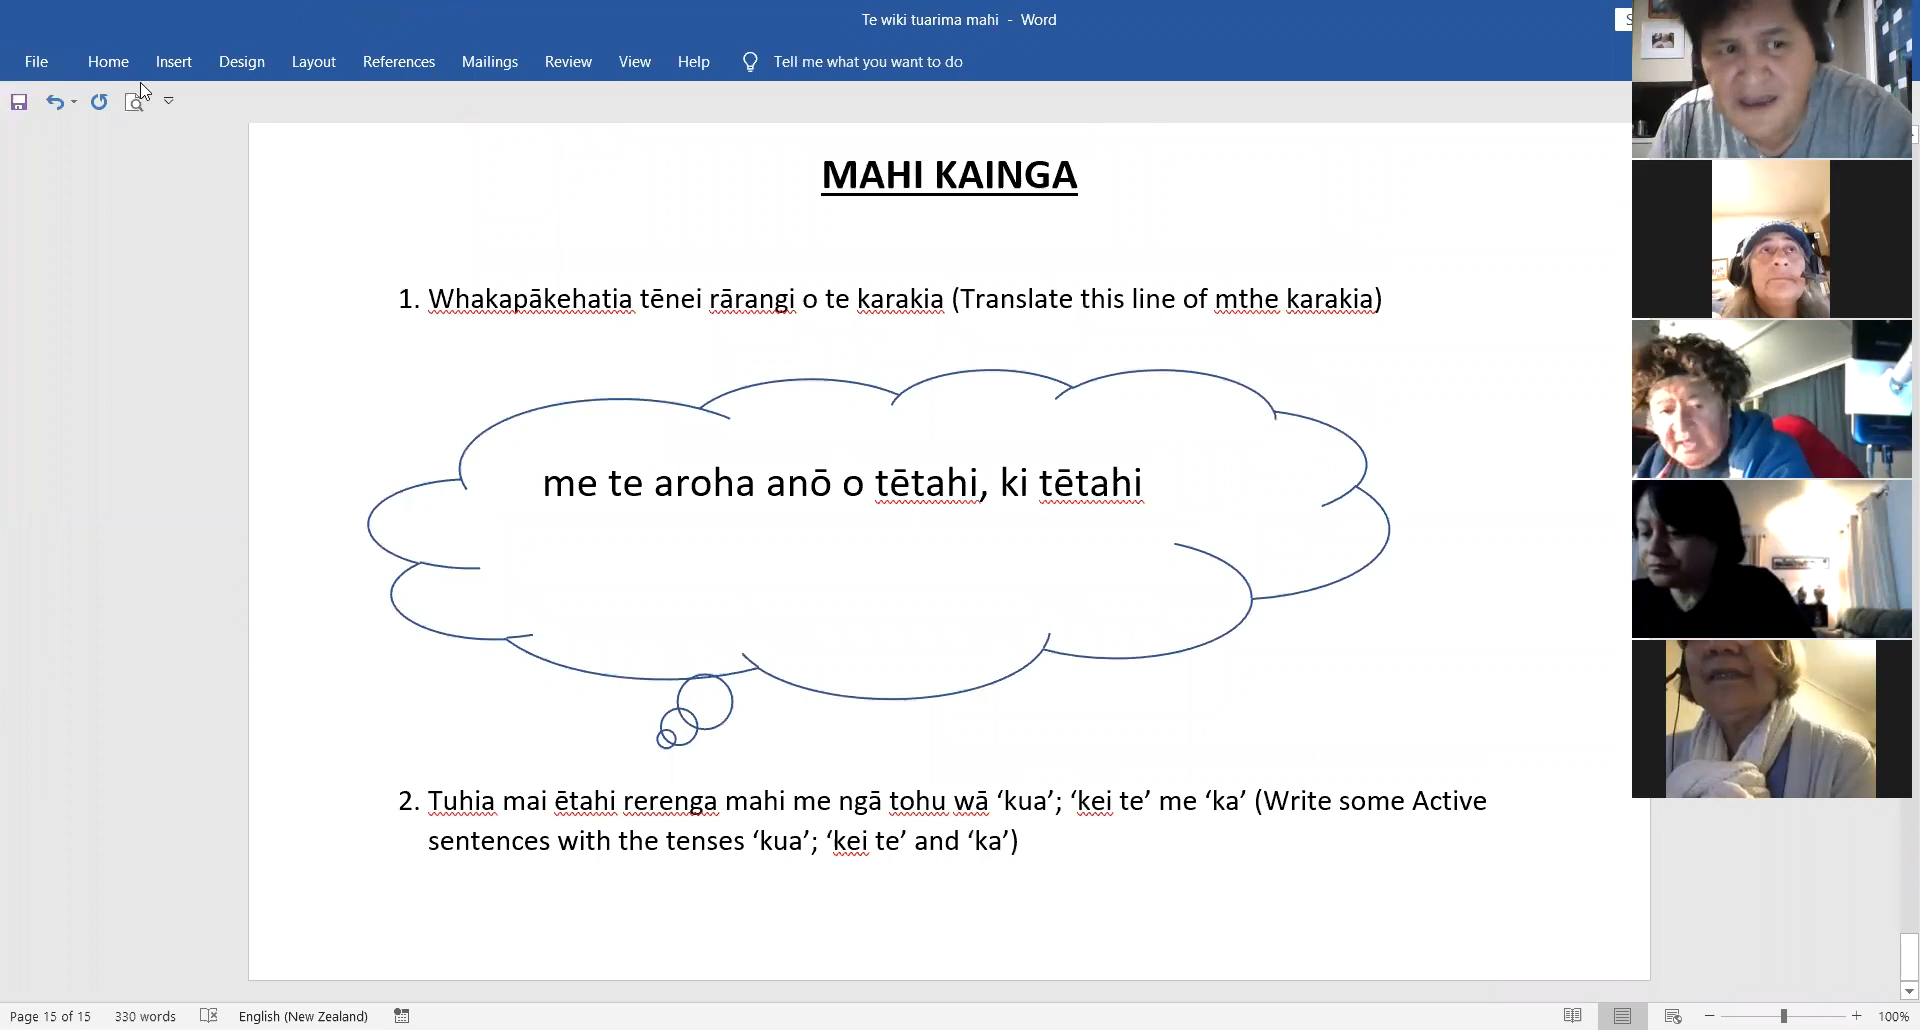 Te wiki tuarima mahi - Word
File Home Insert Design Layout References Mailings Review View Help Tell me what you want to do
MAHI KAINGA
1. Whakapākehatia tēnei rārangi o te karakia (Translate this line of mthe karakia)
me te aroha anō o tētahi, ki tētahi
2. Tuhia mai ētahi rerenga mahi me ngā tohu wā ‘kua’; ‘kei te’ me ‘ka’ (Write some Active
sentences with the tenses ‘kua’; ‘kei te’ and ‘ka’)
Page 15 of 15 330 words English (New Zealand) 100%